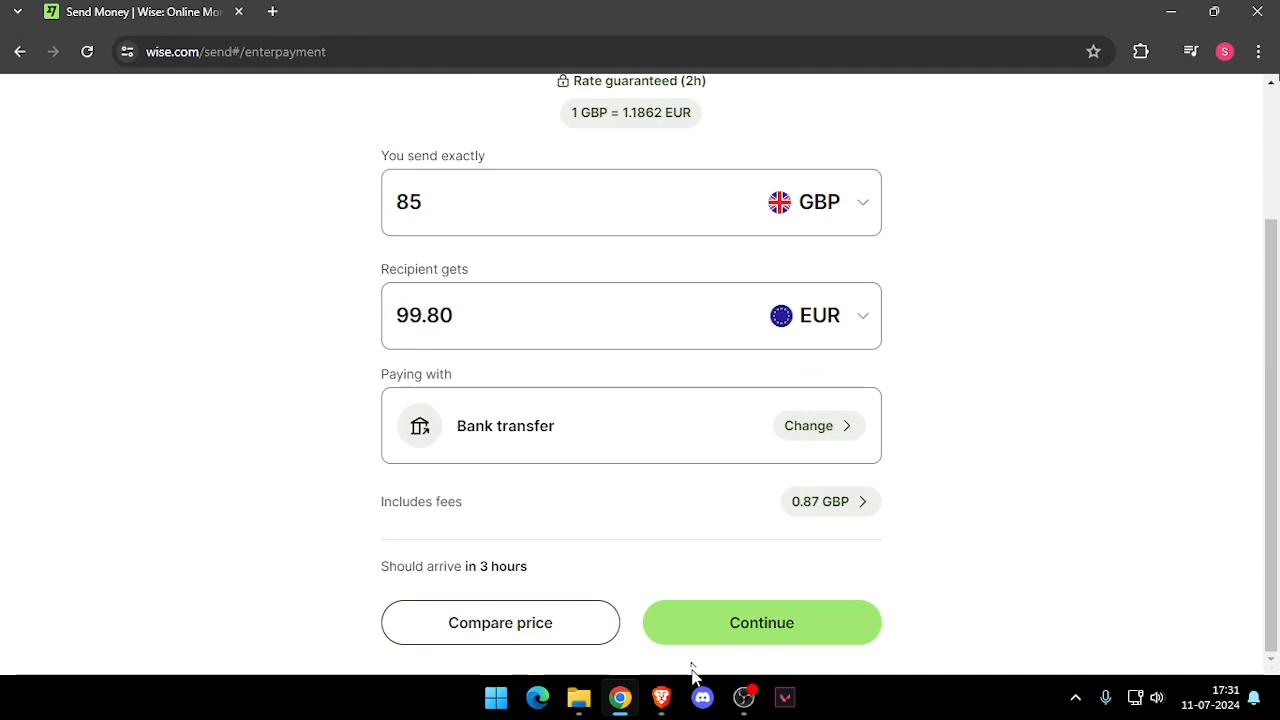 Send Money | Wise: Online Mo
wise.com/send#/enterpayment
S
Rate guaranteed (2h)
1 GBP = 1.1862 EUR
You send exactly
85
GBP
Recipient gets
99.80
EUR
Paying with
Bank transfer
Change
Includes fees
0.87 GBP
Should arrive in 3 hours
Compare price
Continue
17:31
11-07-2024